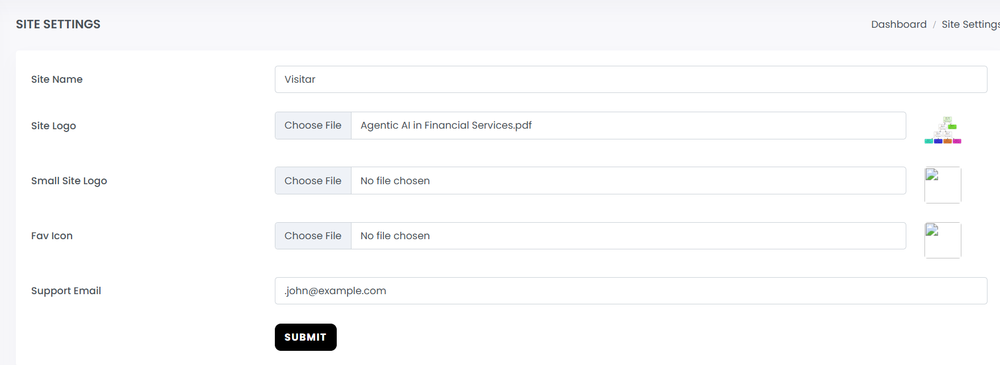 SITE SETTINGS
Dashboard / Site Settings
Site Name
Visitar
Site Logo
Choose File Agentic AI in Financial Services.pdf
Small Site Logo
Choose File No file chosen
Fav Icon
Choose File No file chosen
Support Email
.john@example.com
SUBMIT